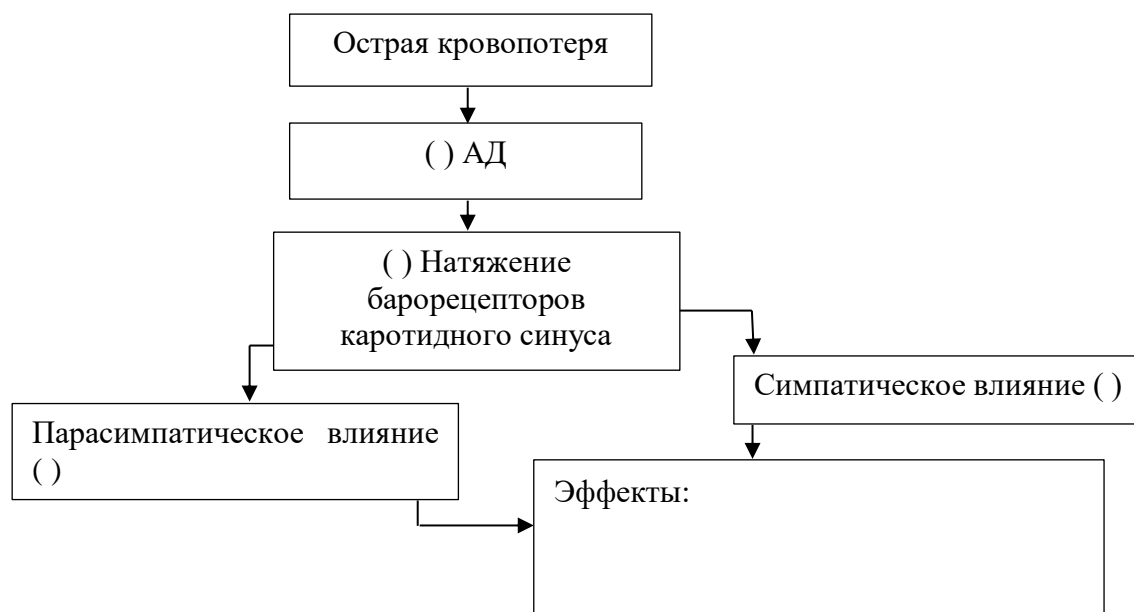 Острая кровопотеря
( ) АД
( ) Натяжение
барорецепторов
каротидного синуса
Симпатическое влияние ( )
Парасимпатическое влияние
( )
Эффекты: